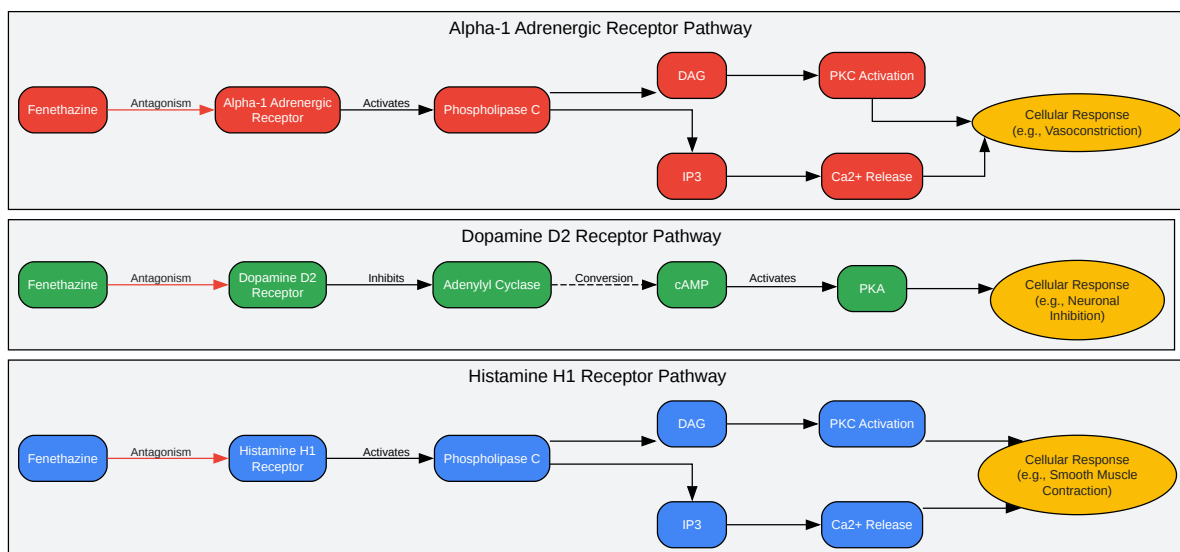 Alpha-1 Adrenergic Receptor Pathway
Fenethazine
Antagonism
Alpha-1 Adrenergic
Receptor
Activates
Phospholipase C
DAG
PKC Activation
IP3
Ca2+ Release
Cellular Response
(e.g., Vasoconstriction)
Dopamine D2 Receptor Pathway
Fenethazine
Antagonism
Dopamine D2
Receptor
Inhibits
Adenylyl Cyclase
Conversion
cAMP
Activates
PKA
Cellular Response
(e.g., Neuronal
Inhibition)
Histamine H1 Receptor Pathway
Fenethazine
Antagonism
Histamine H1
Receptor
Activates
Phospholipase C
DAG
PKC Activation
IP3
Ca2+ Release
Cellular Response
(e.g., Smooth Muscle
Contraction)